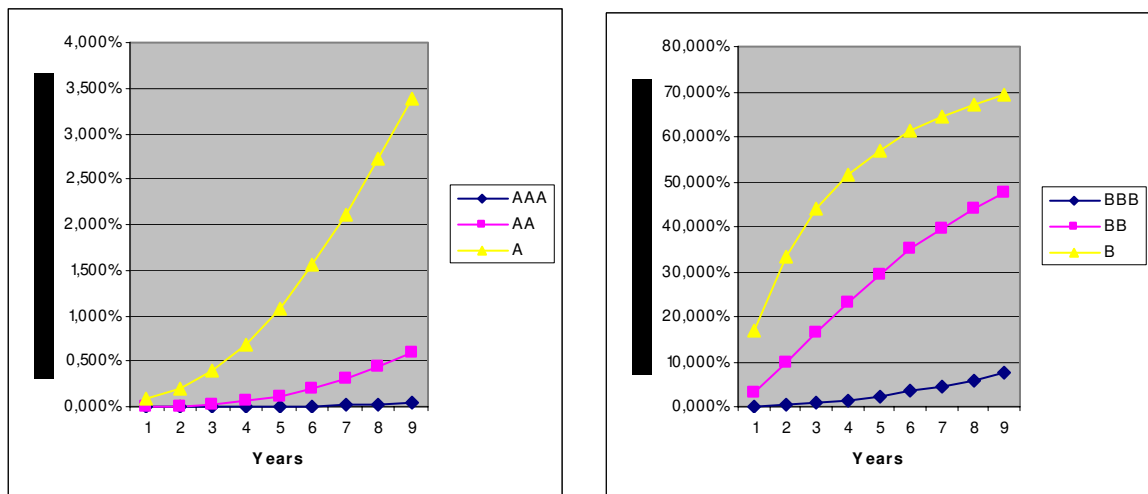 4,000%
3,500%
3,000%
2,500%
2,000%
1,500%
1,000%
0,500%
0,000%
1 2 3 4 5 6 7 8 9
Years
AAA
AA
A
80,000%
70,000%
60,000%
50,000%
40,000%
30,000%
20,000%
10,000%
0,000%
1 2 3 4 5 6 7 8 9
Years
BBB
BB
B